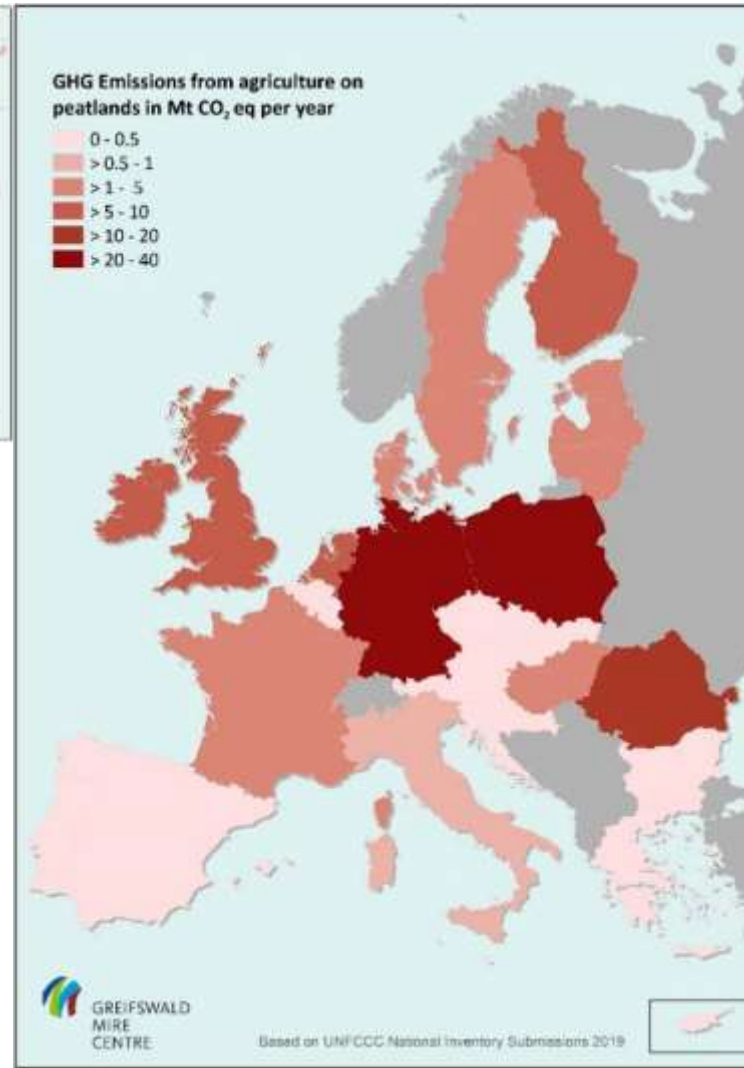 GHG Emissions from agriculture on
peatlands in Mt CO₂ eq per year
0 - 0.5
> 0.5 - 1
> 1 - 5
> 5 - 10
> 10 - 20
> 20 - 40
GREIFSWALD
MIRE
CENTRE
Based on UNFCCC National Inventory Submissions 2019